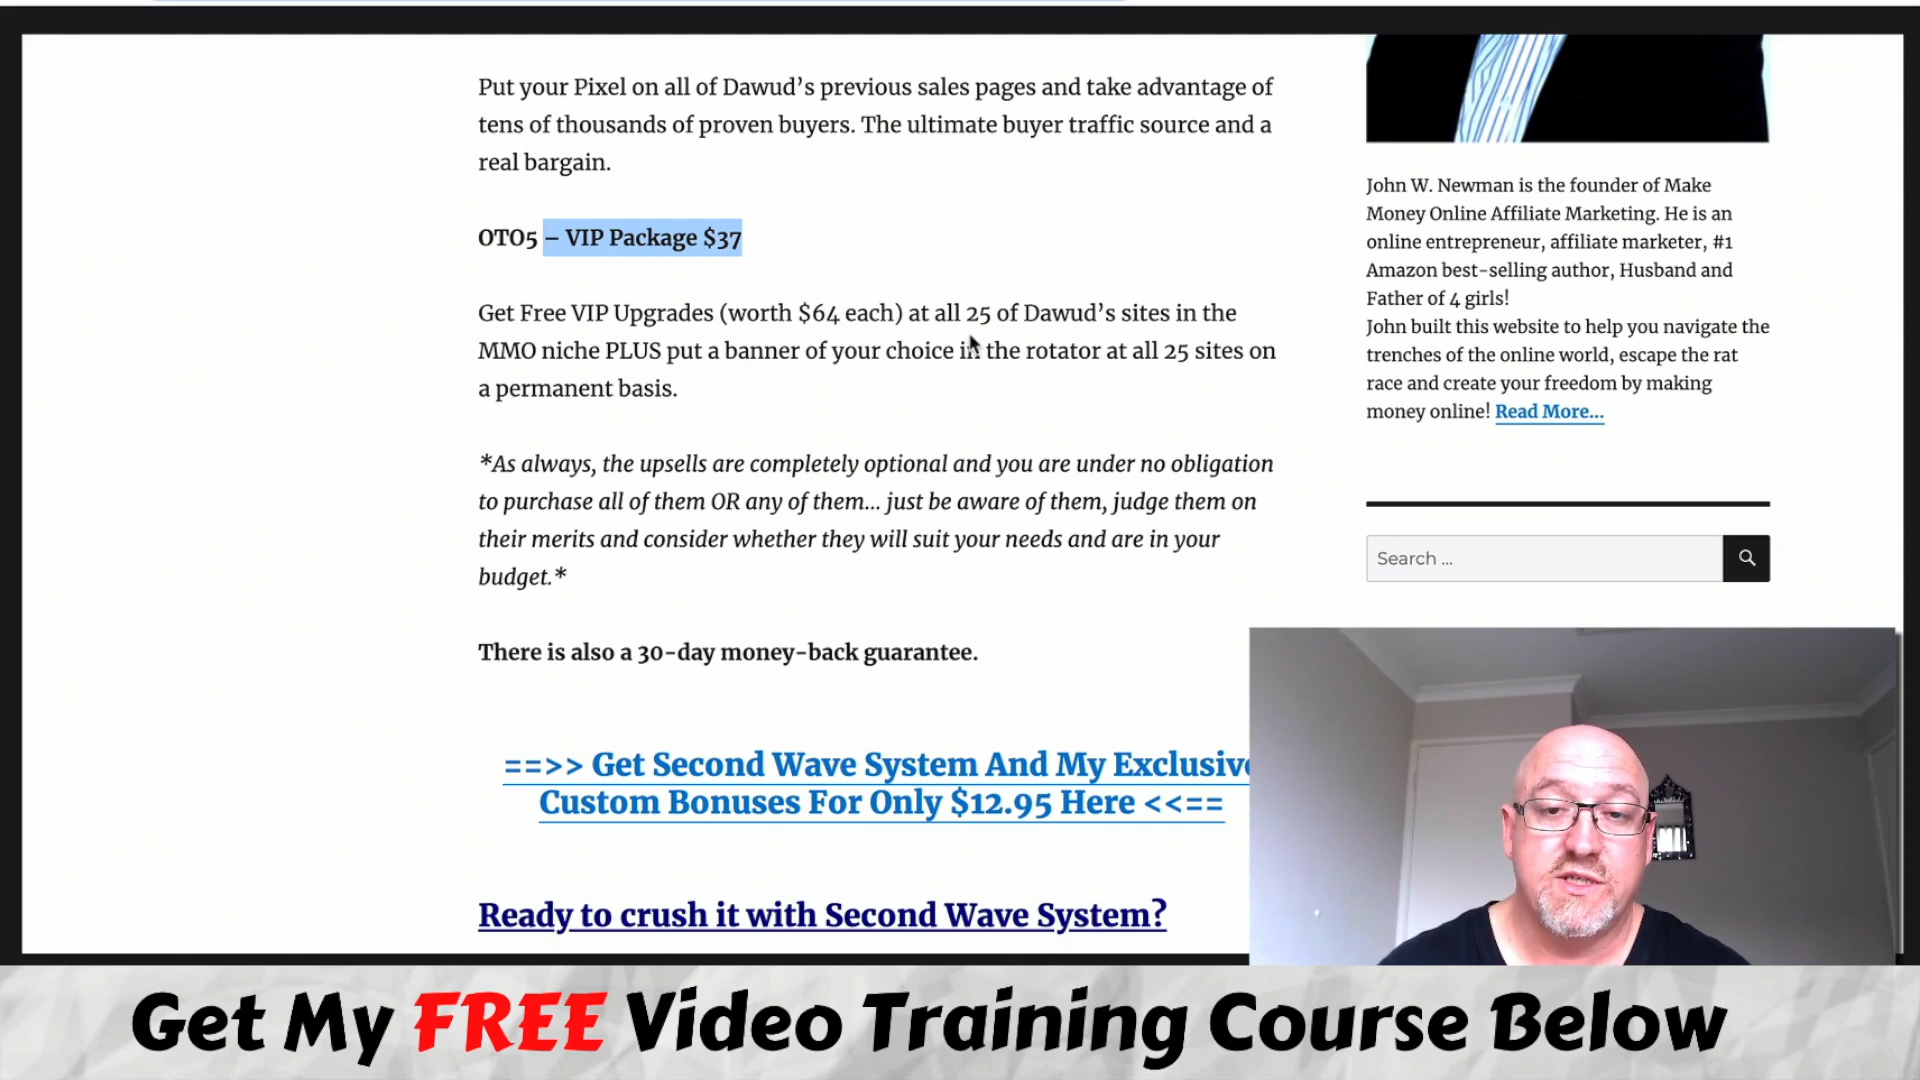 Put your Pixel on all of Dawud’s previous sales pages and take advantage of
tens of thousands of proven buyers. The ultimate buyer traffic source and a
real bargain.
OTO5 – VIP Package $37
Get Free VIP Upgrades (worth $64 each) at all 25 of Dawud’s sites in the
MMO niche PLUS put a banner of your choice in the rotator at all 25 sites on
a permanent basis.
*As always, the upsells are completely optional and you are under no obligation
to purchase all of them OR any of them… just be aware of them, judge them on
their merits and consider whether they will suit your needs and are in your
budget.*
There is also a 30-day money-back guarantee.
==>> Get Second Wave System And My Exclusive
Custom Bonuses For Only $12.95 Here <<==
Ready to crush it with Second Wave System?
John W. Newman is the founder of Make
Money Online Affiliate Marketing. He is an
online entrepreneur, affiliate marketer, #1
Amazon best-selling author, Husband and
Father of 4 girls!
John built this website to help you navigate the
trenches of the online world, escape the rat
race and create your freedom by making
money online! Read More…
Search …
Get My FREE Video Training Course Below